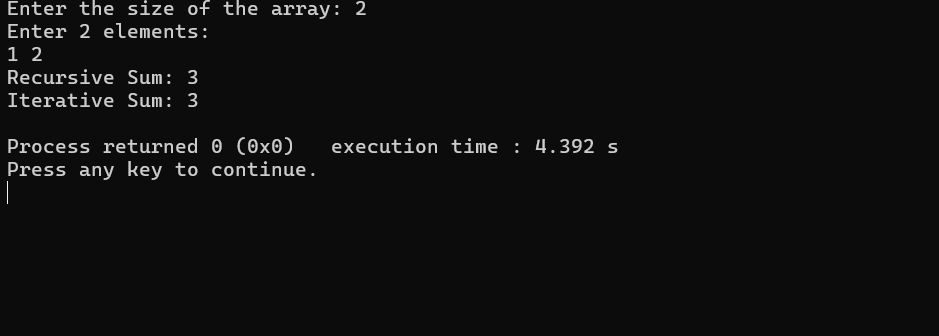 Enter the size of the array: 2
Enter 2 elements:
1 2
Recursive Sum: 3
Iterative Sum: 3
Process returned 0 (0x0)   execution time : 4.392 s
Press any key to continue.